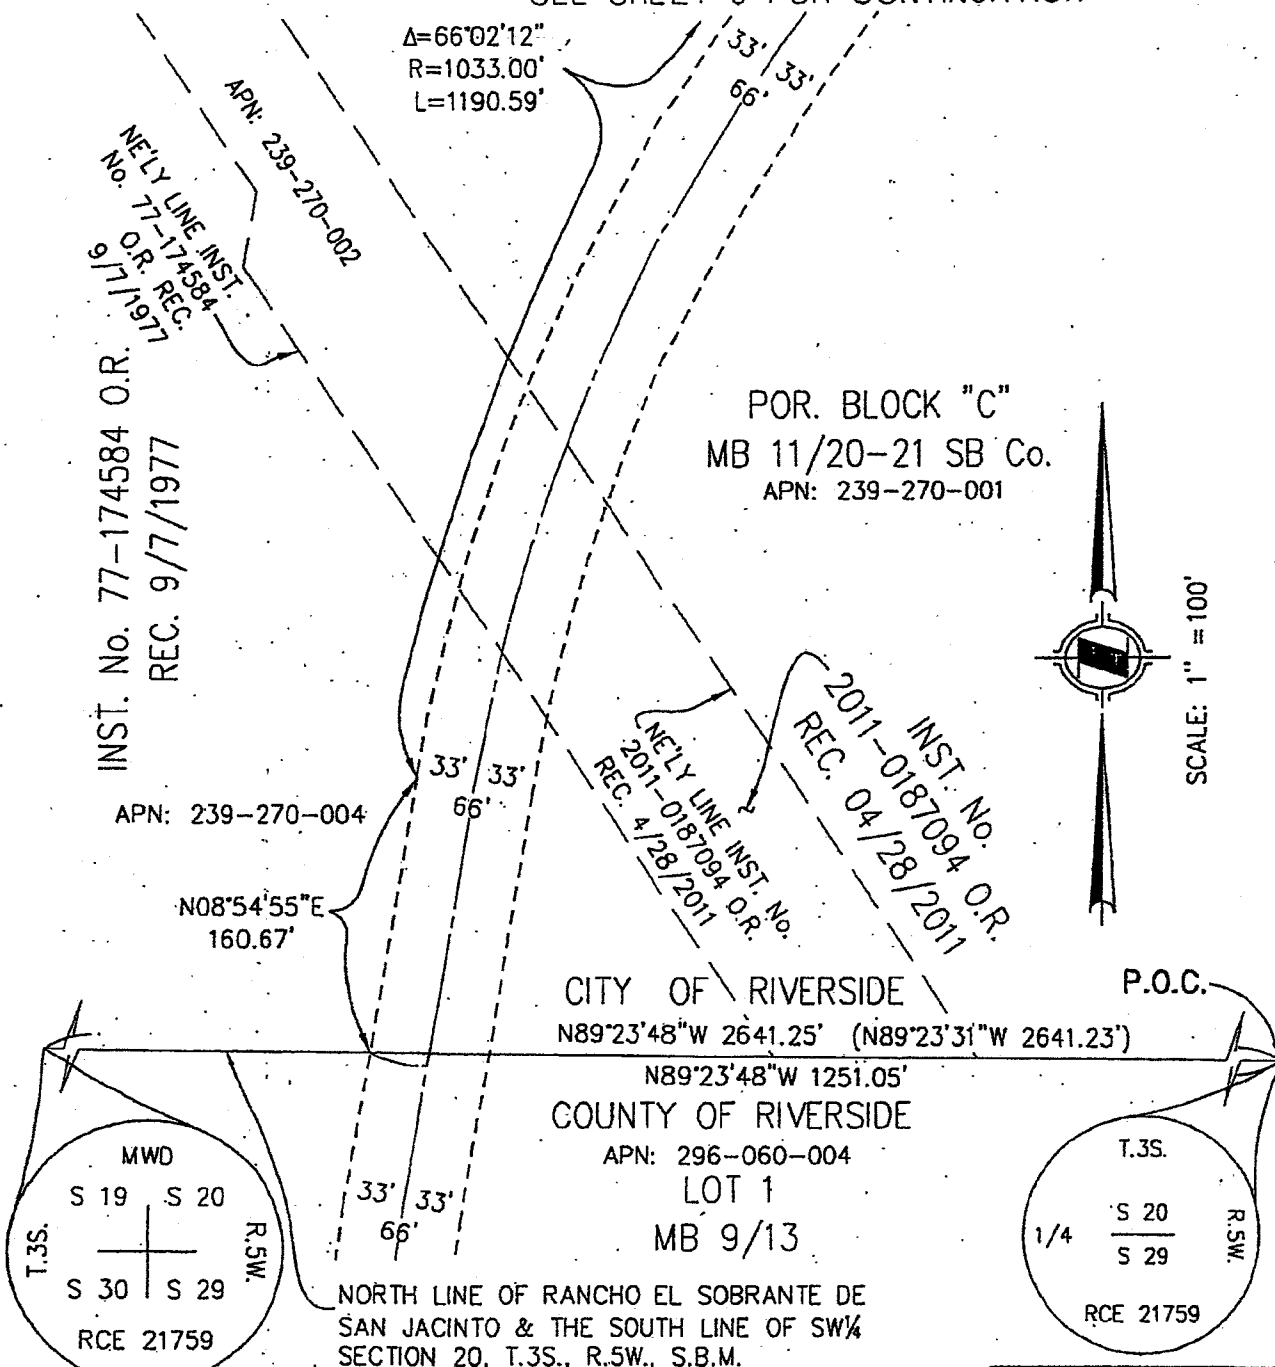 SEE SHEET 6 FOR CONTINUATION
Δ=66°02'12"
R=1033.00'
L=1190.59'
33' 33'
66'
APN: 239-270-002
NE'LY LINE INST.
No. 77-174584
O.R. REC.
9/7/1977
INST. No. 77-174584 O.R.
REC. 9/7/1977
POR. BLOCK "C"
MB 11/20-21 SB Co.
APN: 239-270-001
SCALE: 1" = 100'
33' 33'
66'
APN: 239-270-004
NE'LY LINE INST. No.
2011-0187094 O.R.
REC. 4/28/2011
INST. No.
2011-0187094 O.R.
REC. 04/28/2011
N08°54'55"E
160.67'
CITY OF RIVERSIDE
P.O.C.
N89°23'48"W 2641.25' (N89°23'31"W 2641.23')
N89°23'48"W 1251.05'
COUNTY OF RIVERSIDE
APN: 296-060-004
LOT 1
MB 9/13
33' 33'
66'
MWD
S 19 S 20
T.3S. R.5W.
S 30 S 29
RCE 21759
T.3S.
1/4 S 20 R.5W.
S 29
RCE 21759
NORTH LINE OF RANCHO EL SOBRANTE DE
SAN JACINTO & THE SOUTH LINE OF SW¼
SECTION 20, T.3S., R.5W., S.B.M.